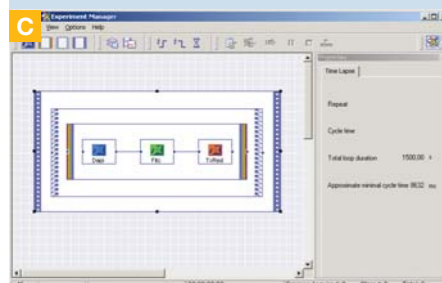 C
Experiment Manager
View Options Help
Properties
Time Lapse
Repeat
Cycle time
Total loop duration 1500,00 s
Approximate minimal cycle time 8632 ms
Dapi
Fitc
TxRed